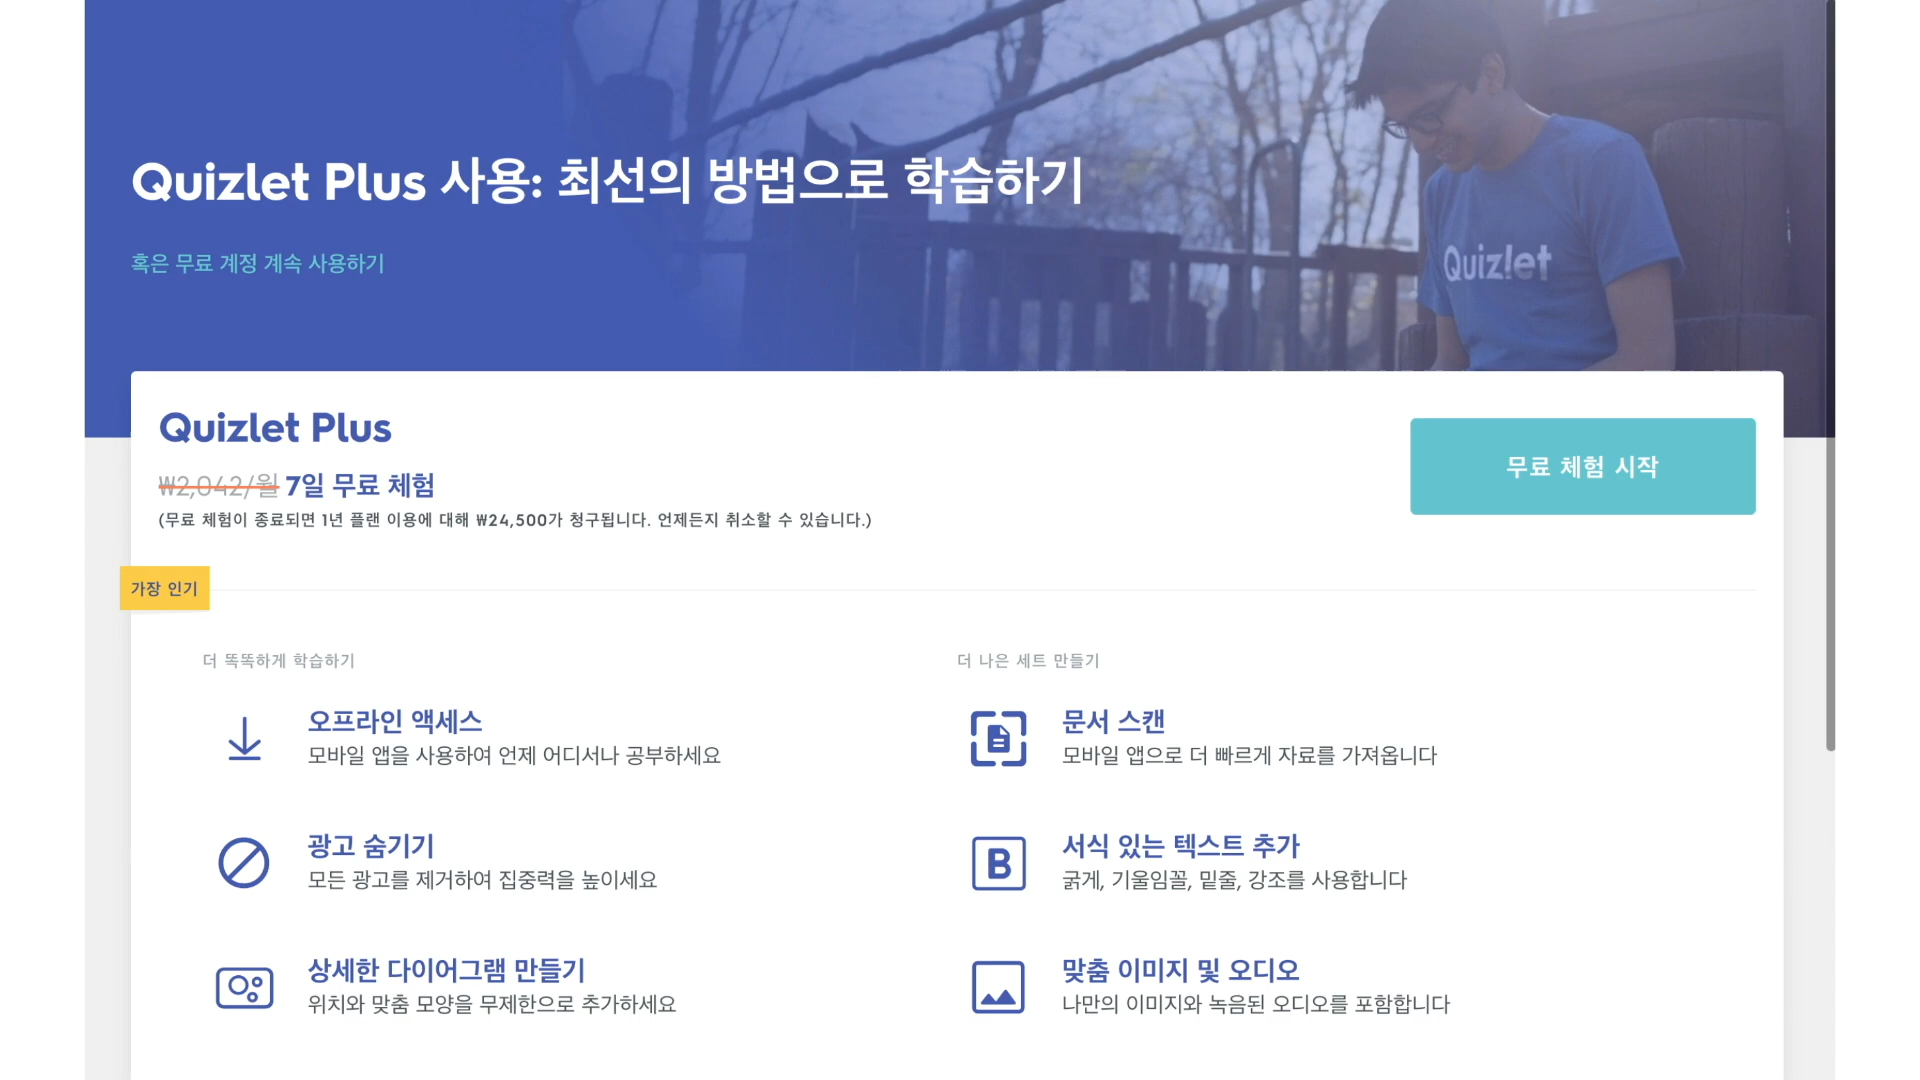 Quizlet Plus 사용: 최선의 방법으로 학습하기
혹은 무료 계정 계속 사용하기
Quizlet
Quizlet Plus
₩2,042/월 7일 무료 체험
(무료 체험이 종료되면 1년 플랜 이용에 대해 ₩24,500가 청구됩니다. 언제든지 취소할 수 있습니다.)
무료 체험 시작
가장 인기
더 똑똑하게 학습하기
오프라인 액세스
모바일 앱을 사용하여 언제 어디서나 공부하세요
광고 숨기기
모든 광고를 제거하여 집중력을 높이세요
상세한 다이어그램 만들기
위치와 맞춤 모양을 무제한으로 추가하세요
더 나은 세트 만들기
문서 스캔
모바일 앱으로 더 빠르게 자료를 가져옵니다
B
서식 있는 텍스트 추가
굵게, 기울임꼴, 밑줄, 강조를 사용합니다
맞춤 이미지 및 오디오
나만의 이미지와 녹음된 오디오를 포함합니다